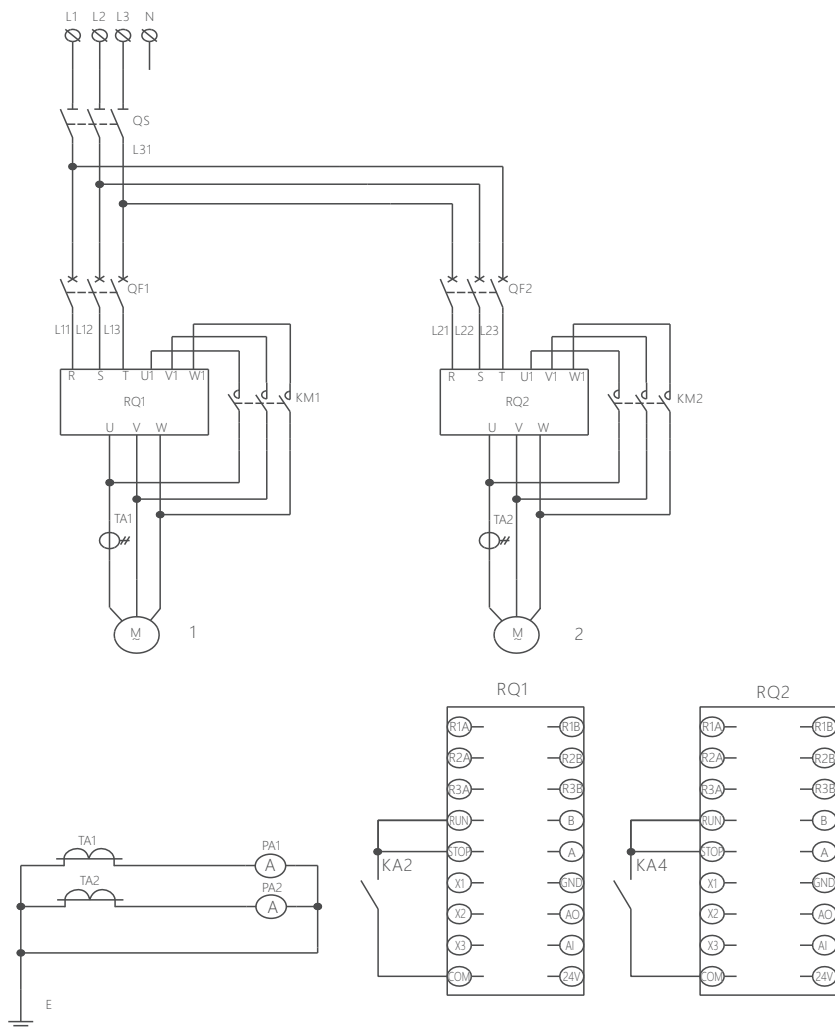 L1 L2 L3 N
QS
L31
QF1
QF2
L11 L12 L13
L21 L22 L23
R S T U1 V1 W1
R S T U1 V1 W1
RQ1
KM1
RQ2
KM2
U V W
U V W
TA1
TA2
M
~
1
M
~
2
RQ1
RQ2
R1A R1B
R1A R1B
R2A R2B
R2A R2B
R3A R3B
R3A R3B
RUN B
RUN B
TA1
PA1
A
STOP A
STOP A
KA2
KA4
TA2
PA2
A
X1 GND
X1 GND
X2 AO
X2 AO
X3 AI
X3 AI
COM 24V
COM 24V
E